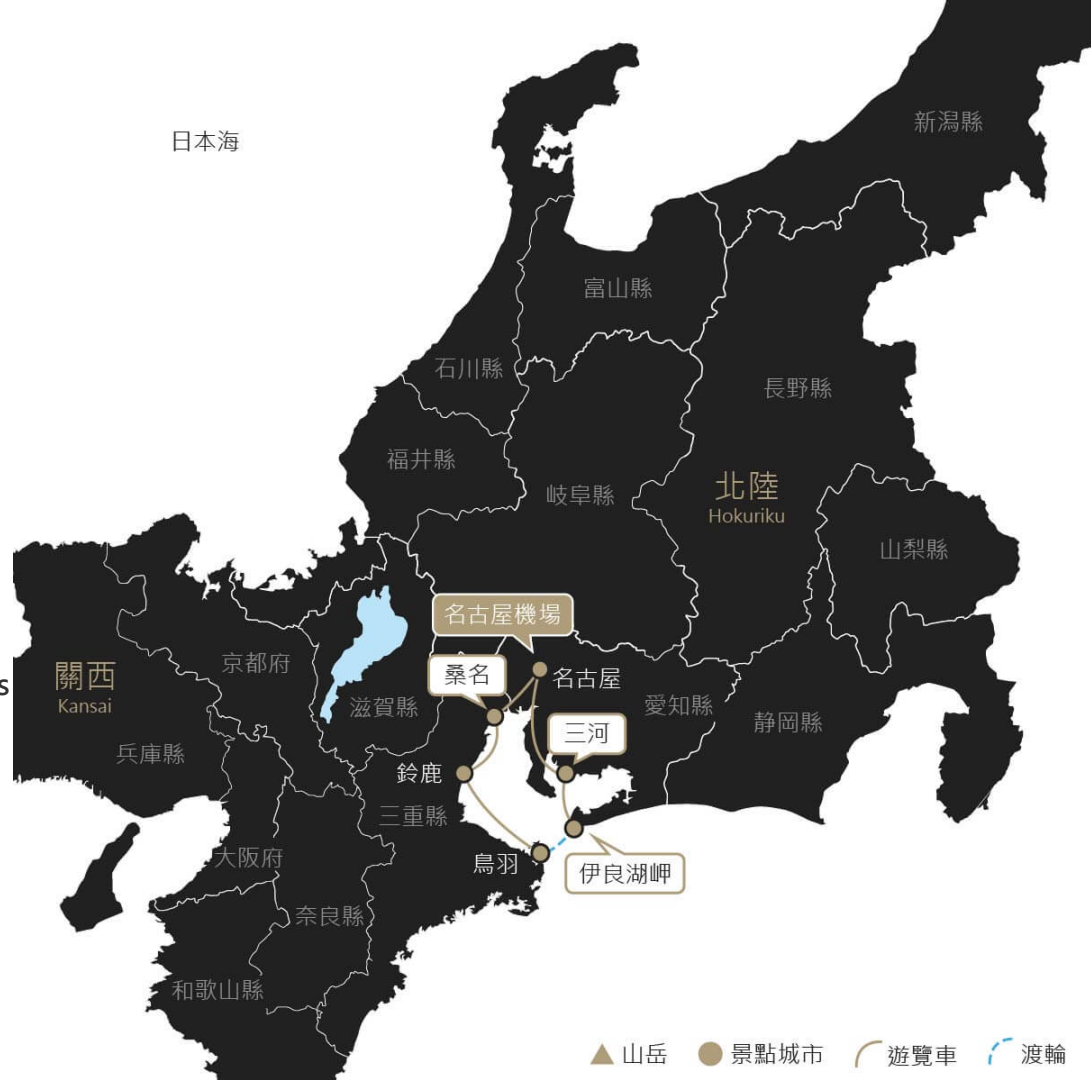 日本海
新潟縣
富山縣
石川縣
長野縣
福井縣
岐阜縣
北陸
Hokuriku
山梨縣
名古屋機場
京都府
桑名
名古屋
關西
Kansai
s
滋賀縣
愛知縣
静岡縣
三河
兵庫縣
鈴鹿
三重縣
大阪府
鳥羽
伊良湖岬
奈良縣
和歌山縣
山岳 景點城市 遊覽車 渡輪